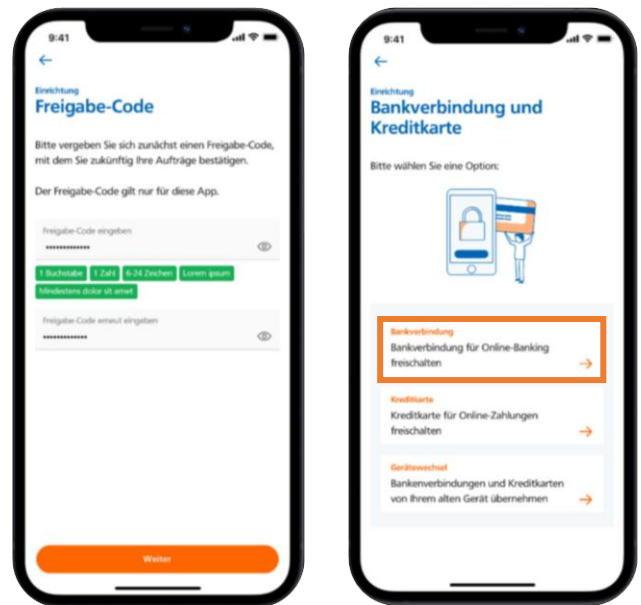 9:41
Einrichtung
Freigabe-Code
Bitte vergeben Sie sich zunächst einen Freigabe-Code,
mit dem Sie zukünftig Ihre Aufträge bestätigen.
Der Freigabe-Code gilt nur für diese App.
Freigabe-Code eingeben
•••••••••••••
1 Buchstabe 1 Zahl 6-24 Zeichen Lorem ipsum
Mindestens dolor sit amet
Freigabe-Code erneut eingeben
•••••••••••••
Weiter
9:41
Einrichtung
Bankverbindung und
Kreditkarte
Bitte wählen Sie eine Option:
Bankverbindung
Bankverbindung für Online-Banking
freischalten
Kreditkarte
Kreditkarte für Online-Zahlungen
freischalten
Gerätewechsel
Bankenverbindungen und Kreditkarten
von Ihrem alten Gerät übernehmen